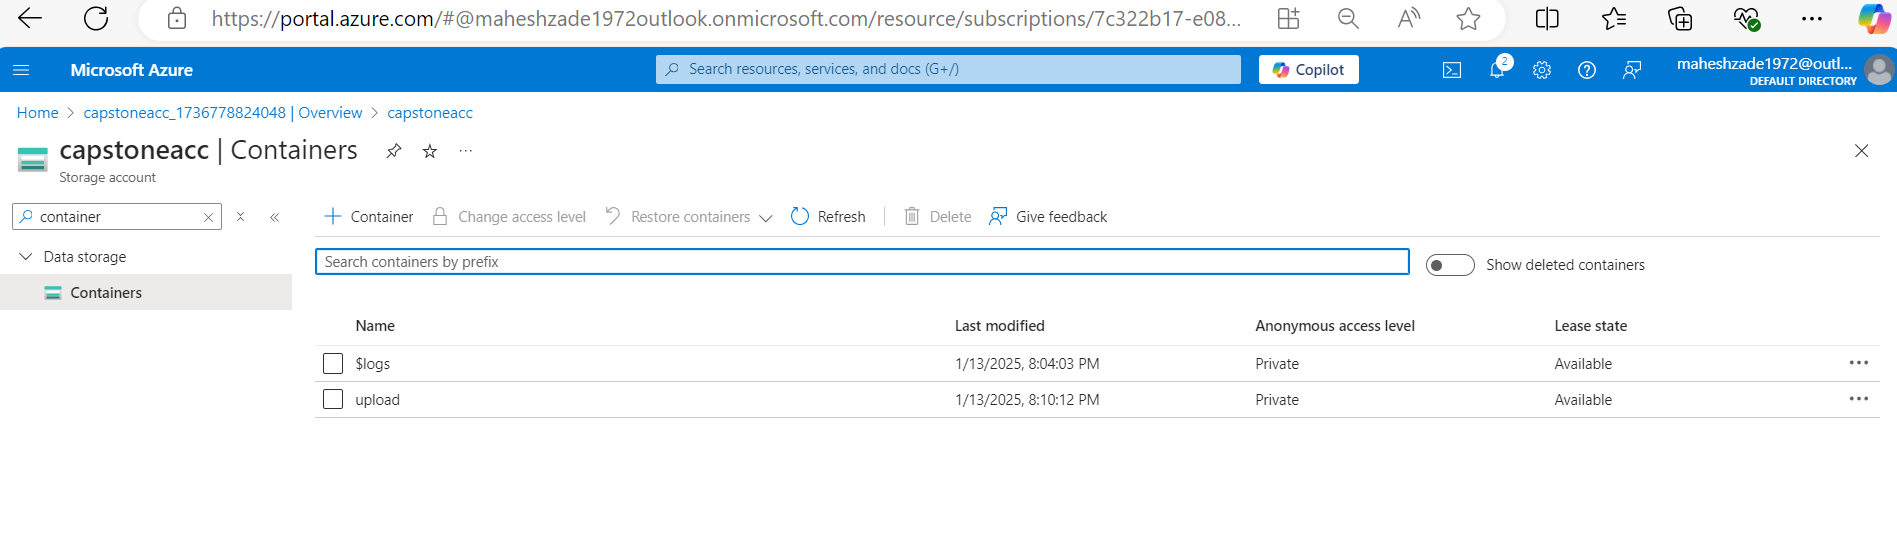 https://portal.azure.com/#@maheshzade1972outlook.onmicrosoft.com/resource/subscriptions/7c322b17-e08...
Microsoft Azure
Search resources, services, and docs (G+/)
Copilot
2
maheshzade1972@outl...
DEFAULT DIRECTORY
Home > capstoneacc_1736778824048 | Overview > capstoneacc
capstoneacc | Containers
Storage account
container
Container Change access level Restore containers Refresh Delete Give feedback
Data storage
Containers
Search containers by prefix
Show deleted containers
Name Last modified Anonymous access level Lease state
$logs 1/13/2025, 8:04:03 PM Private Available
upload 1/13/2025, 8:10:12 PM Private Available